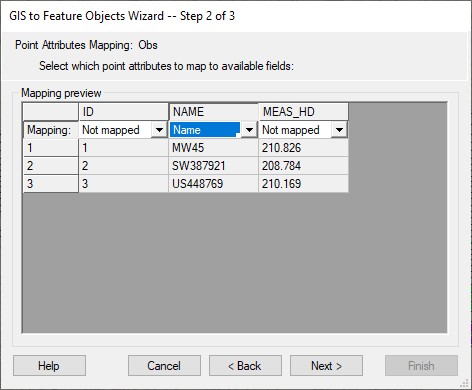 GIS to Feature Objects Wizard -- Step 2 of 3
Point Attributes Mapping: Obs
Select which point attributes to map to available fields:
Mapping preview
ID NAME MEAS_HD
Mapping: Not mapped Name Not mapped
1 1 MW45 210.826
2 2 SW387921 208.784
3 3 US448769 210.169
Help Cancel < Back Next > Finish